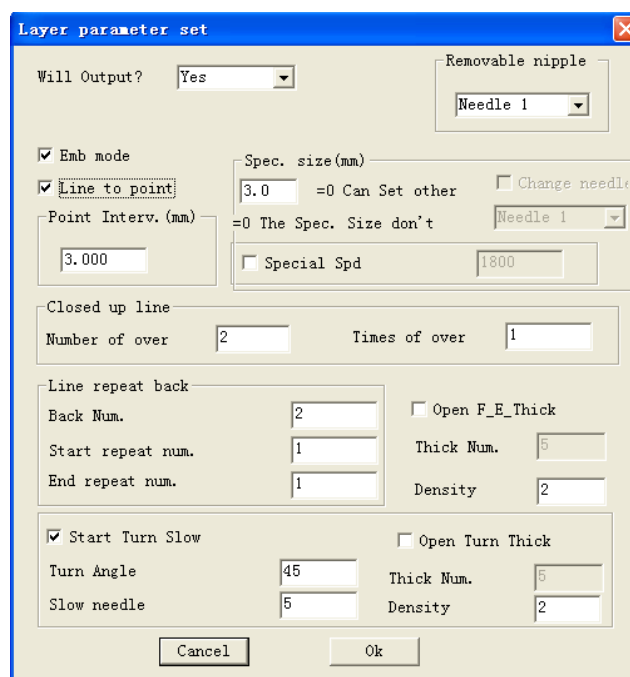 Layer parameter set
Will Output? Yes
Removable nipple
Needle 1
Emb mode
Line to point
Point Interv.(mm)
3.000
Spec. size(mm)
3.0 =0 Can Set other
Change needle
=0 The Spec. Size don't
Needle 1
Special Spd 1800
Closed up line
Number of over 2 Times of over 1
Line repeat back
Back Num. 2
Start repeat num. 1
End repeat num. 1
Open F_E_Thick
Thick Num. 5
Density 2
Start Turn Slow
Turn Angle 45
Slow needle 5
Open Turn Thick
Thick Num. 5
Density 2
Cancel Ok